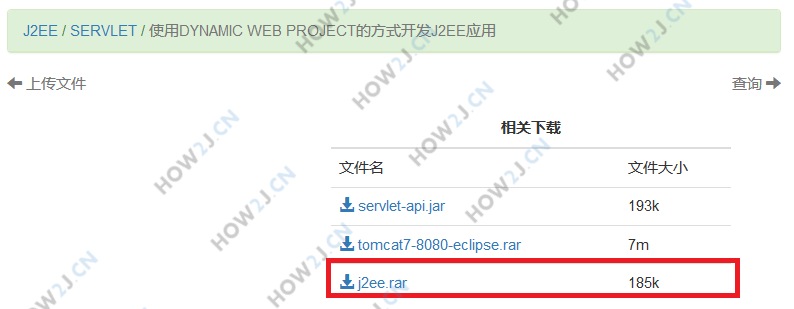 J2EE / SERVLET / 使用DYNAMIC WEB PROJECT的方式开发J2EE应用
上传文件 查询
相关下载
文件名 文件大小
servlet-api.jar 193k
tomcat7-8080-eclipse.rar 7m
j2ee.rar 185k
HOW2J.CN
HOW2J.CN
HOW2J.CN
HOW2J.CN
HOW2J.CN
HOW2J.CN
HOW2J.CN
HOW2J.CN
HOW2J.CN